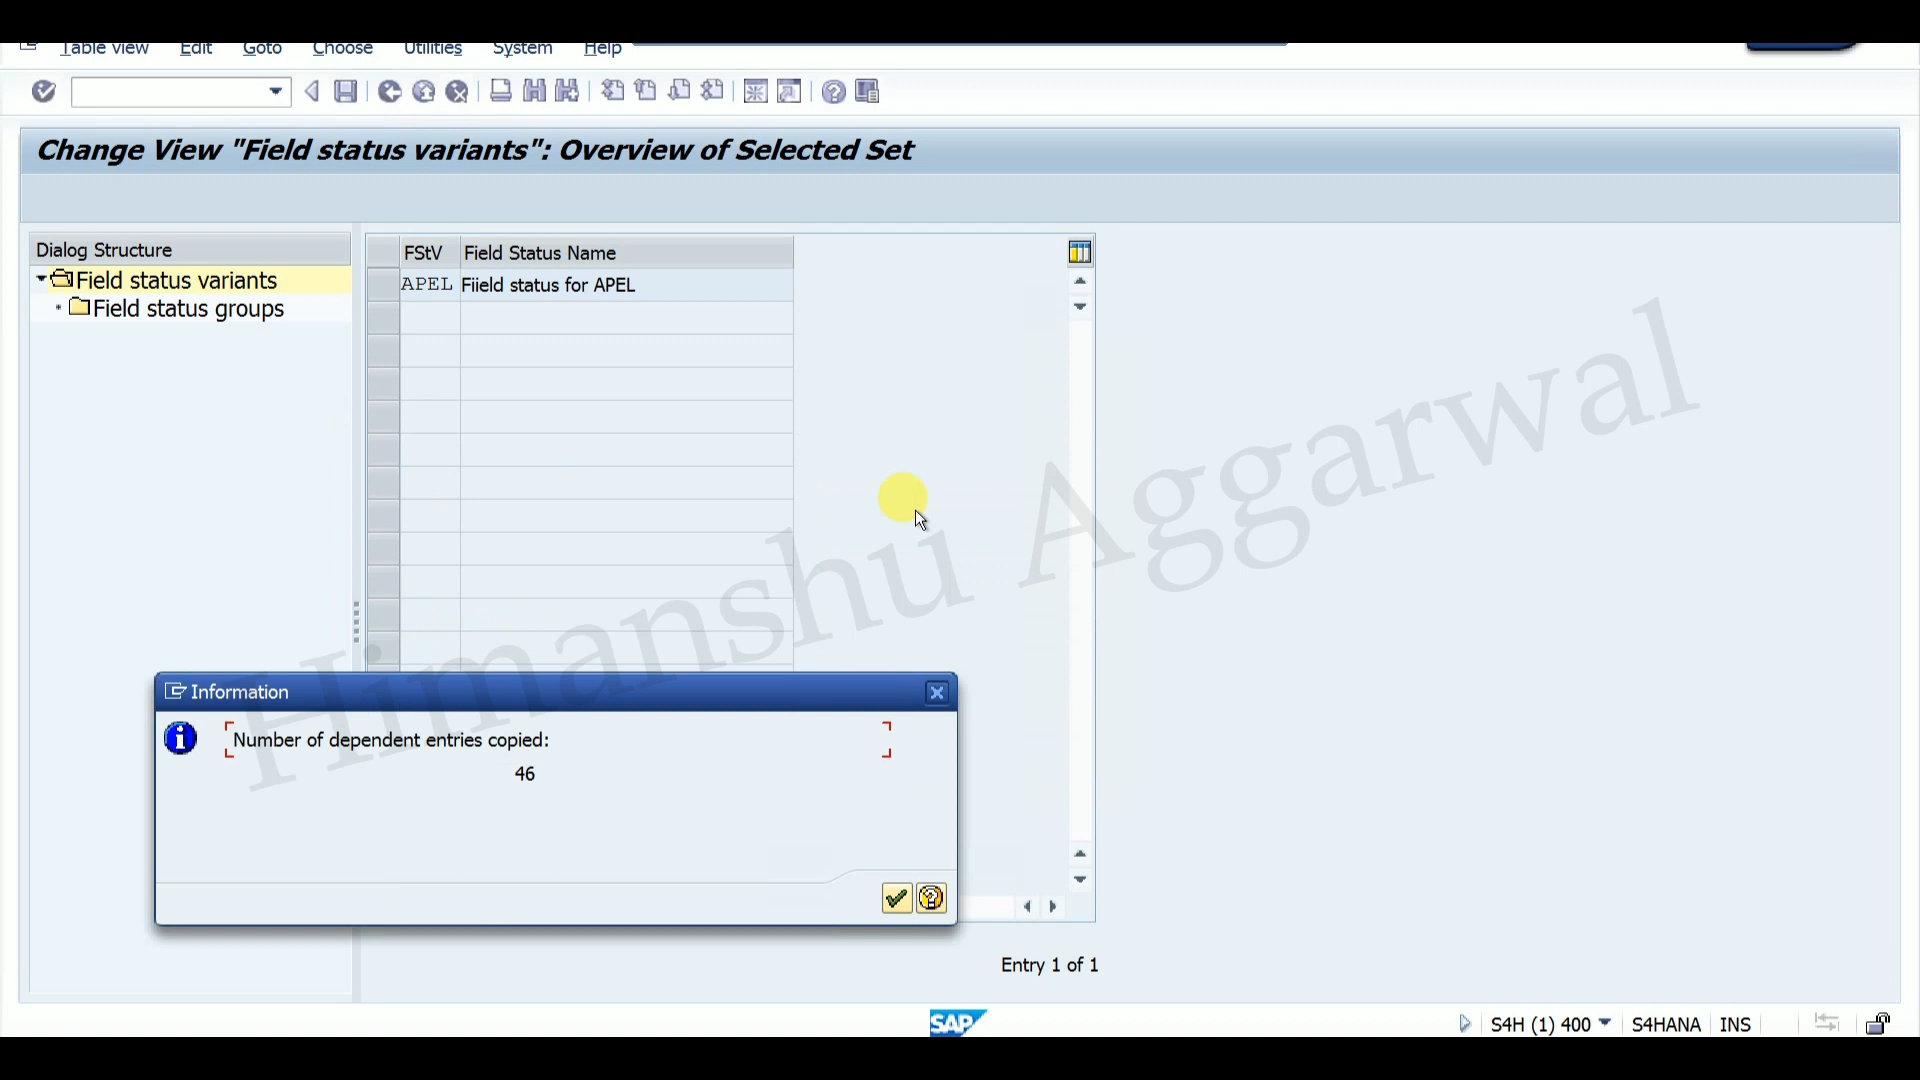 Table view Edit Goto Choose Utilities System Help
Change View "Field status variants": Overview of Selected Set
Dialog Structure
Field status variants
Field status groups
FStV Field Status Name
APEL Fiield status for APEL
Himanshu Aggarwal
Information
Number of dependent entries copied:
46
Entry 1 of 1
SAP
S4H (1) 400 S4HANA INS